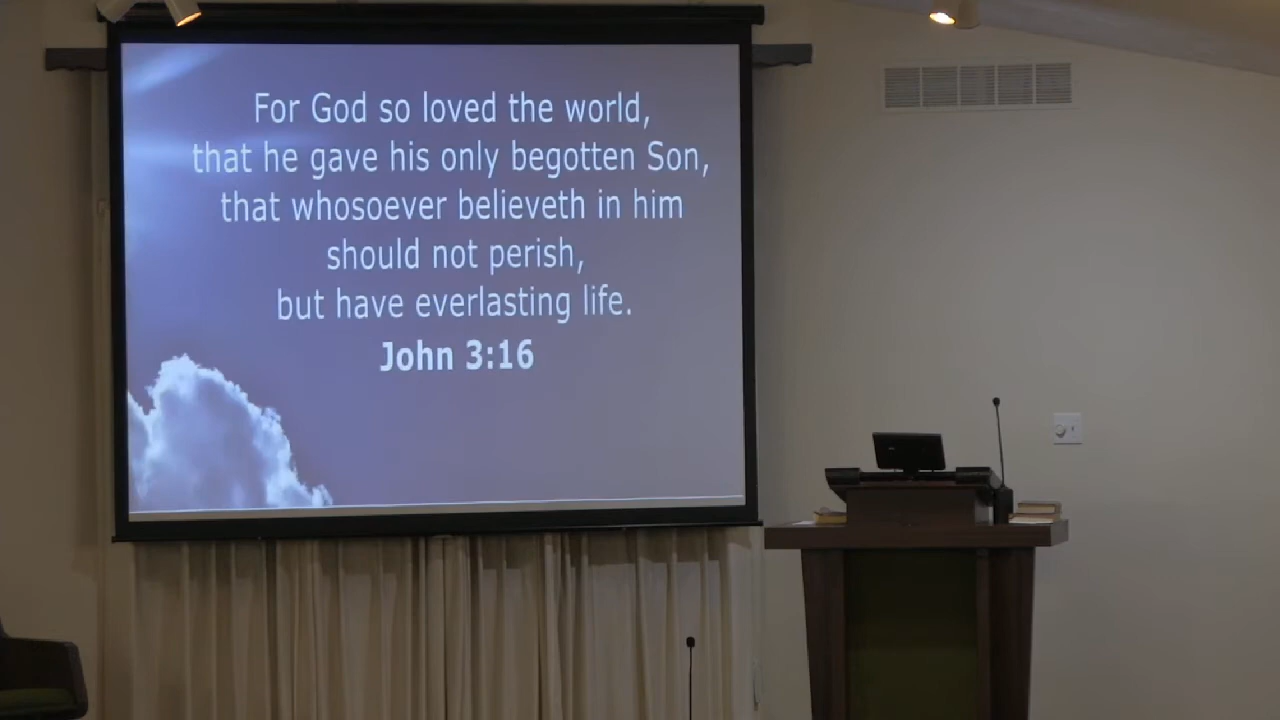 For God so loved the world,
that he gave his only begotten Son,
that whosoever believeth in him
should not perish,
but have everlasting life.
John 3:16